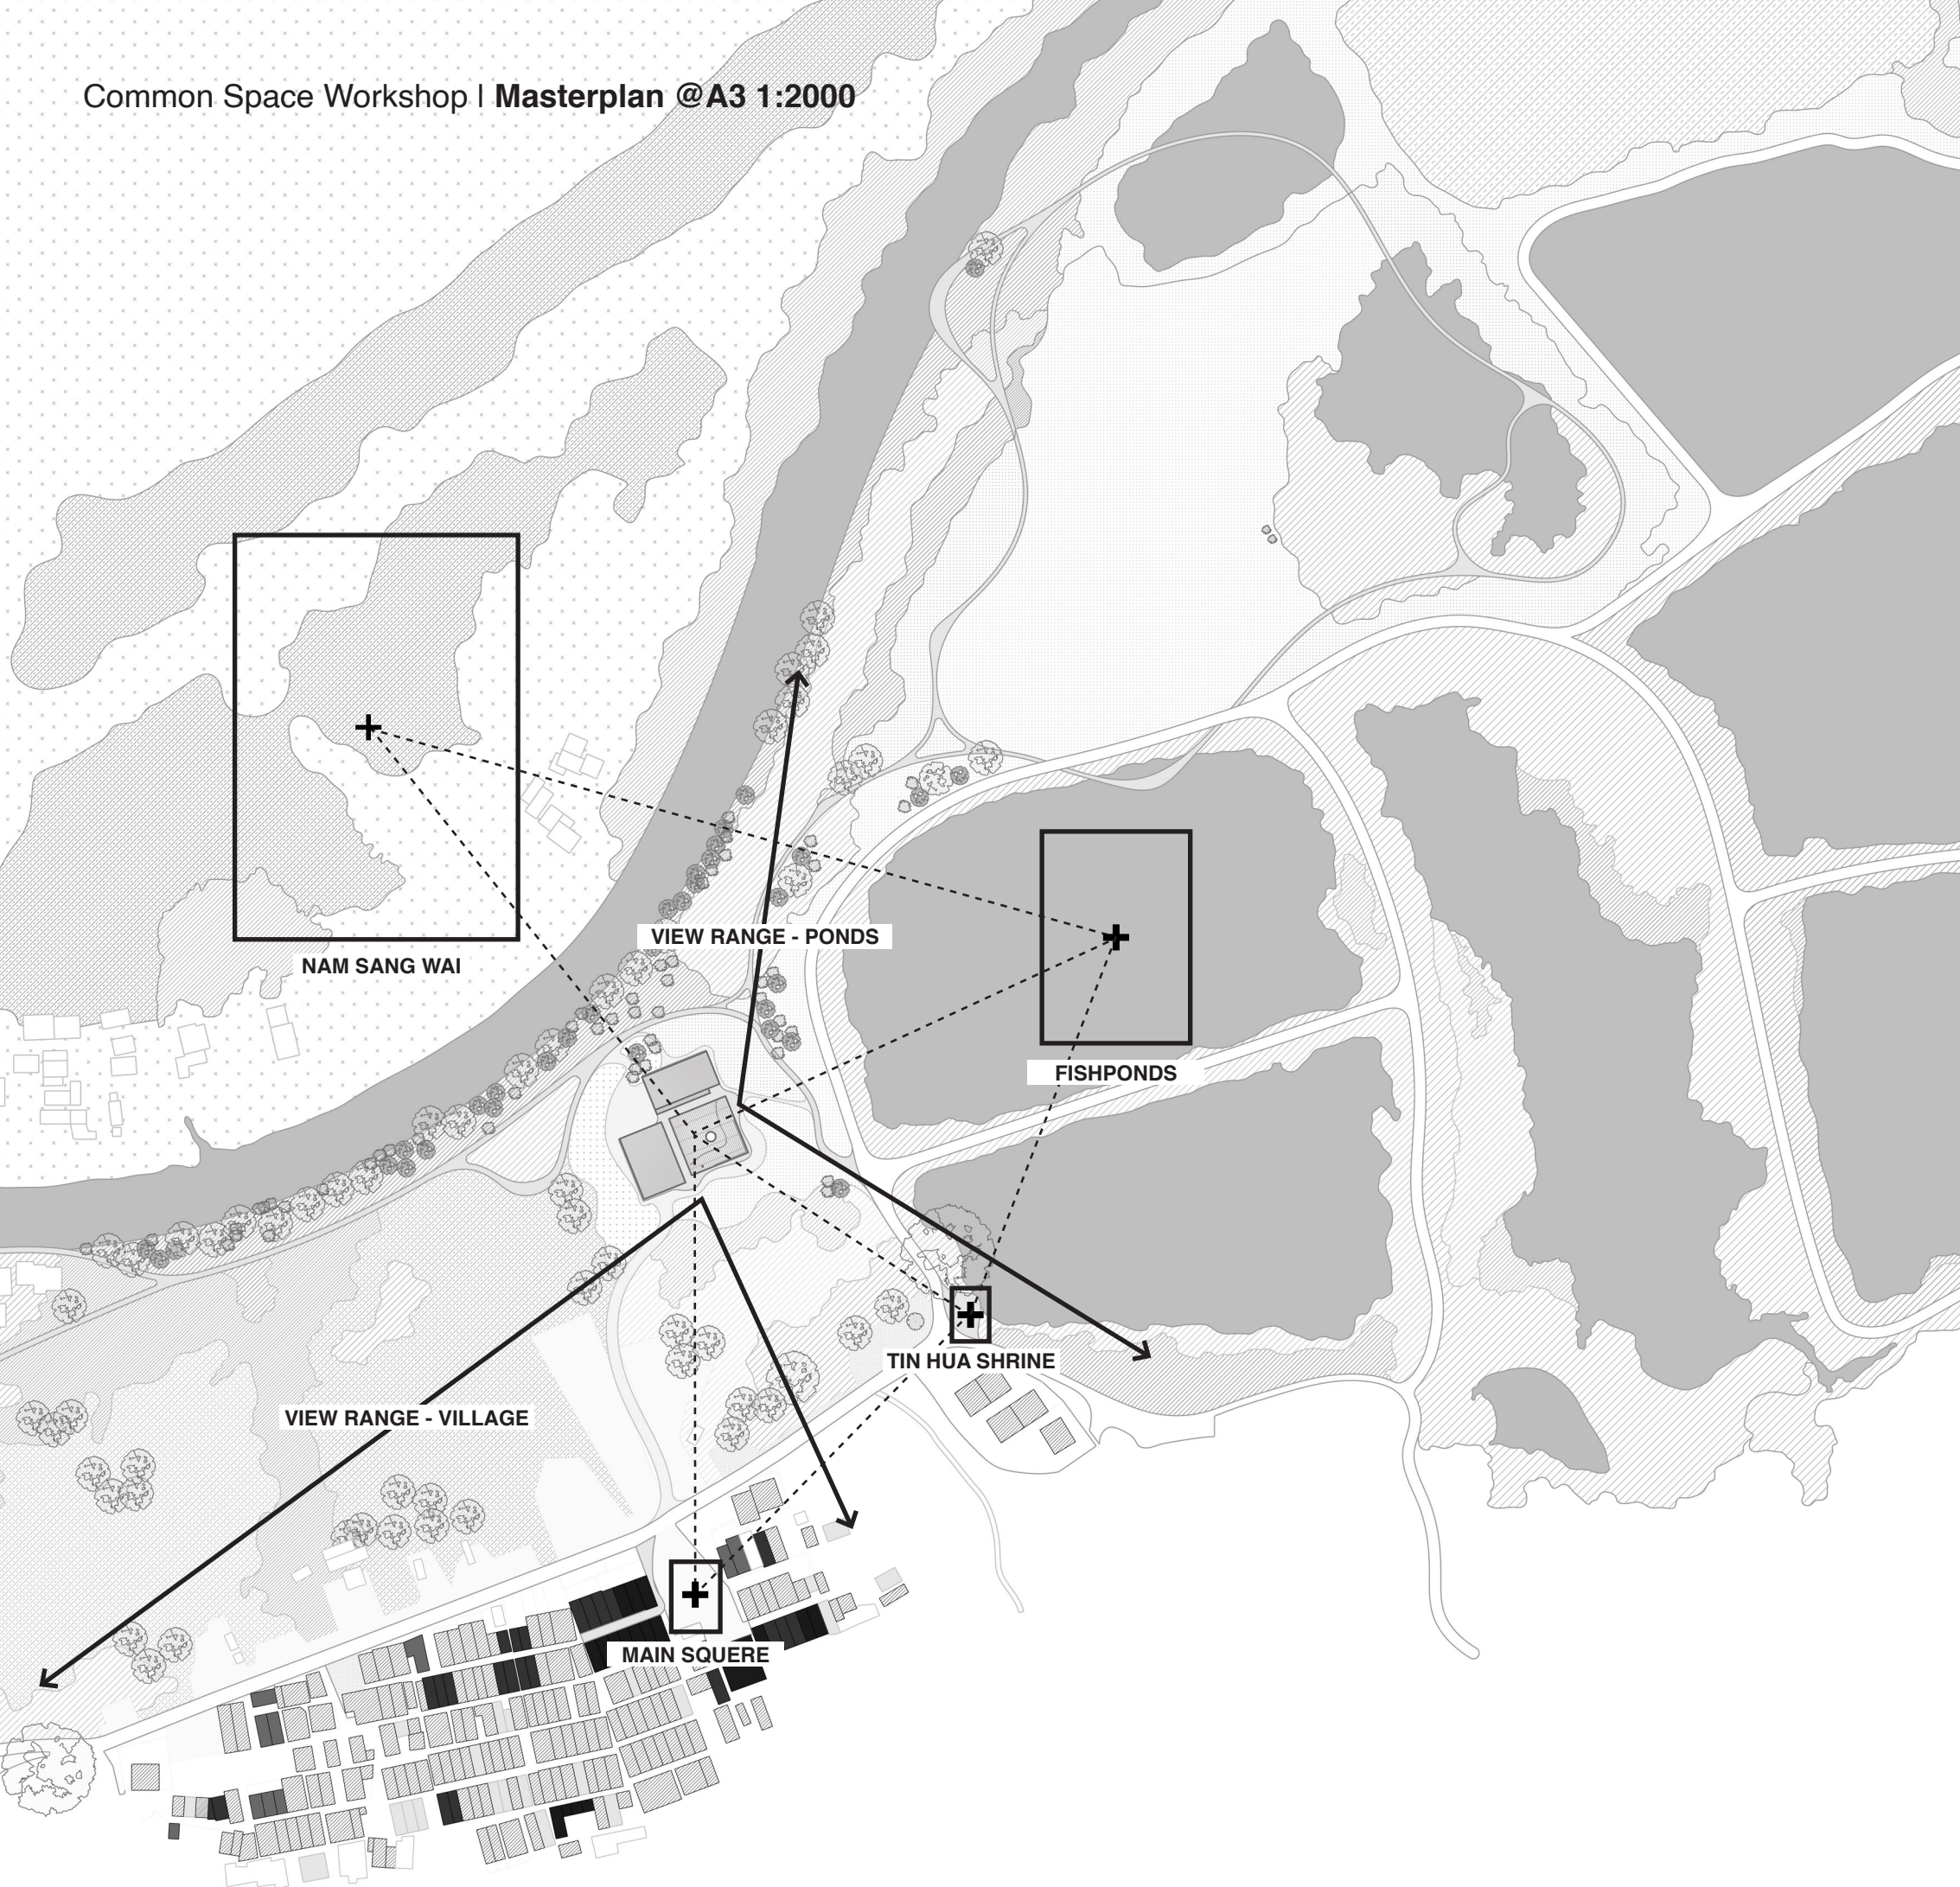 Common Space Workshop | Masterplan @A3 1:2000
VIEW RANGE - PONDS
NAM SANG WAI
FISHPONDS
TIN HUA SHRINE
VIEW RANGE - VILLAGE
MAIN SQUERE